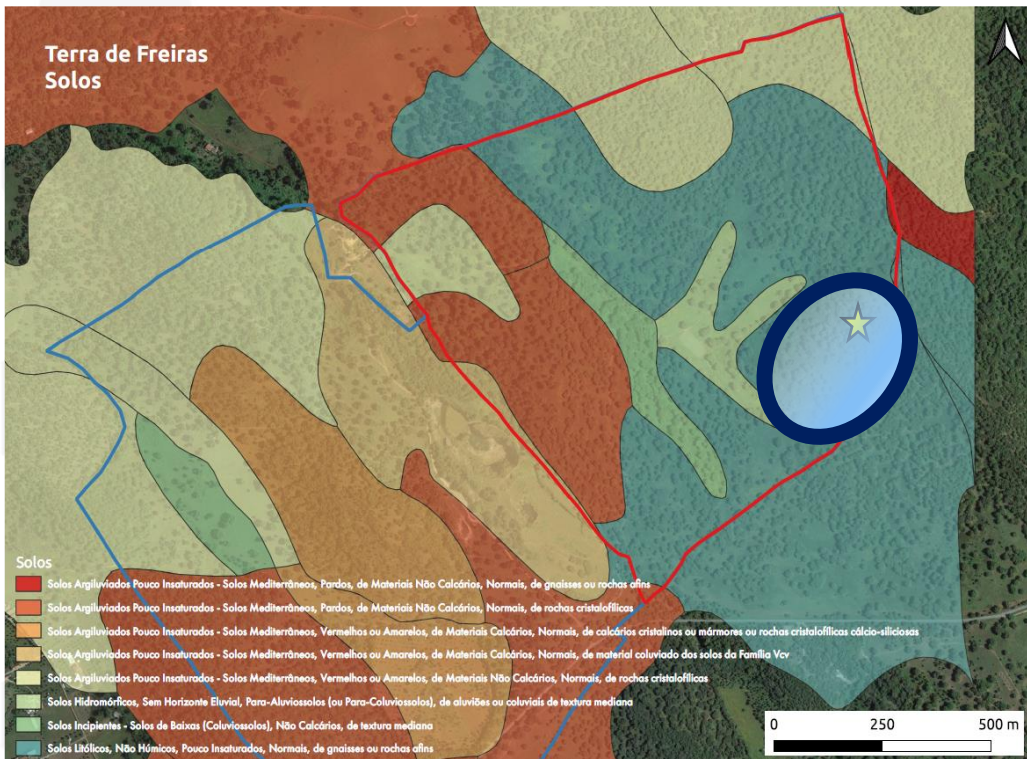 Terra de Freiras
Solos
Solos
Solos Argiluviados Pouco Insaturados - Solos Mediterrâneos, Pardos, de Materiais Não Calcários, Normais, de gnaisses ou rochas afins
Solos Argiluviados Pouco Insaturados - Solos Mediterrâneos, Pardos, de Materiais Não Calcários, Normais, de rochas cristalofílicas
Solos Argiluviados Pouco Insaturados - Solos Mediterrâneos, Vermelhos ou Amarelos, de Materiais Calcários, Normais, de calcários cristalinos ou mármores ou rochas cristalofílicas cálcio-siliciosas
Solos Argiluviados Pouco Insaturados - Solos Mediterrâneos, Vermelhos ou Amarelos, de Materiais Calcários, Normais, de material coluviado dos solos da Família Vcv
Solos Argiluviados Pouco Insaturados - Solos Mediterrâneos, Vermelhos ou Amarelos, de Materiais Não Calcários, Normais, de rochas cristalofílicas
Solos Hidromórficos, Sem Horizonte Eluvial, Para-Aluviossolos (ou Para-Coluviossolos), de aluviões ou coluviais de textura mediana
Solos Incipientes - Solos de Baixas (Coluviossolos), Não Calcários, de textura mediana
Solos Litólicos, Não Húmicos, Pouco Insaturados, Normais, de gnaisses ou rochas afins
0 250 500 m